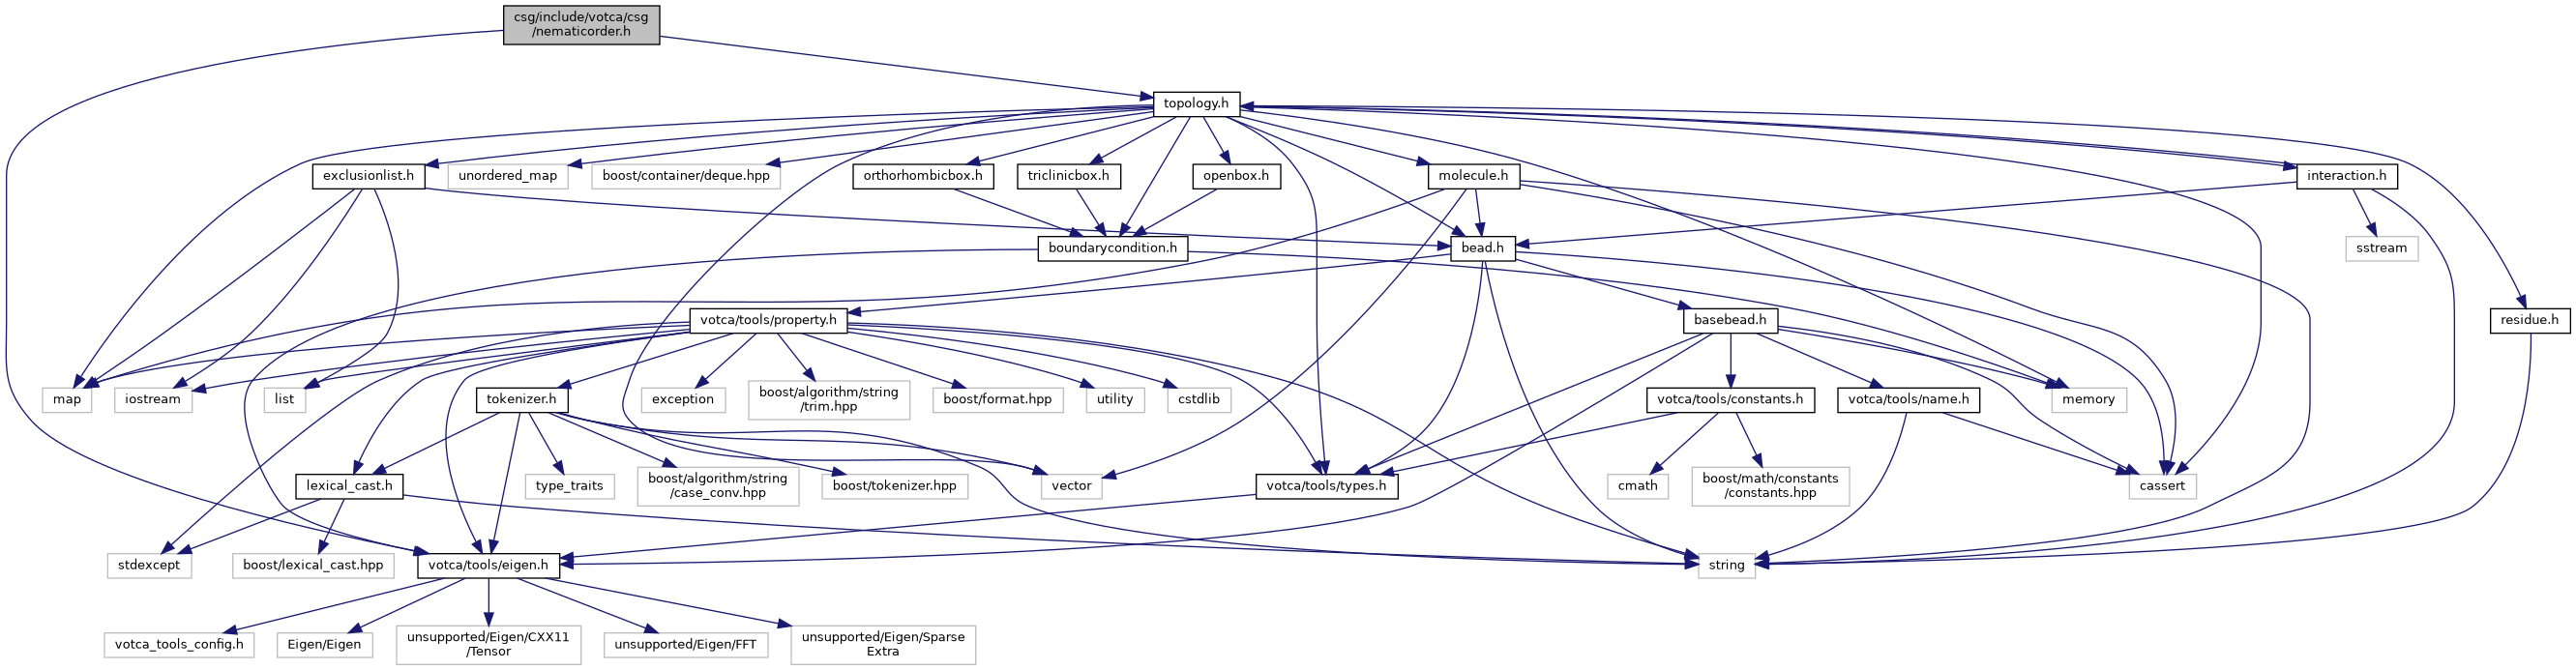 csg/include/votca/csg
/nematicorder.h
topology.h
exclusionlist.h
unordered_map
boost/container/deque.hpp
orthorhombicbox.h
triclinicbox.h
openbox.h
molecule.h
interaction.h
boundarycondition.h
bead.h
sstream
votca/tools/property.h
basebead.h
residue.h
map
iostream
list
tokenizer.h
exception
boost/algorithm/string
/trim.hpp
boost/format.hpp
utility
cstdlib
votca/tools/constants.h
votca/tools/name.h
memory
lexical_cast.h
type_traits
boost/algorithm/string
/case_conv.hpp
boost/tokenizer.hpp
vector
votca/tools/types.h
cmath
boost/math/constants
/constants.hpp
cassert
stdexcept
boost/lexical_cast.hpp
votca/tools/eigen.h
string
votca_tools_config.h
Eigen/Eigen
unsupported/Eigen/CXX11
/Tensor
unsupported/Eigen/FFT
unsupported/Eigen/Sparse
Extra